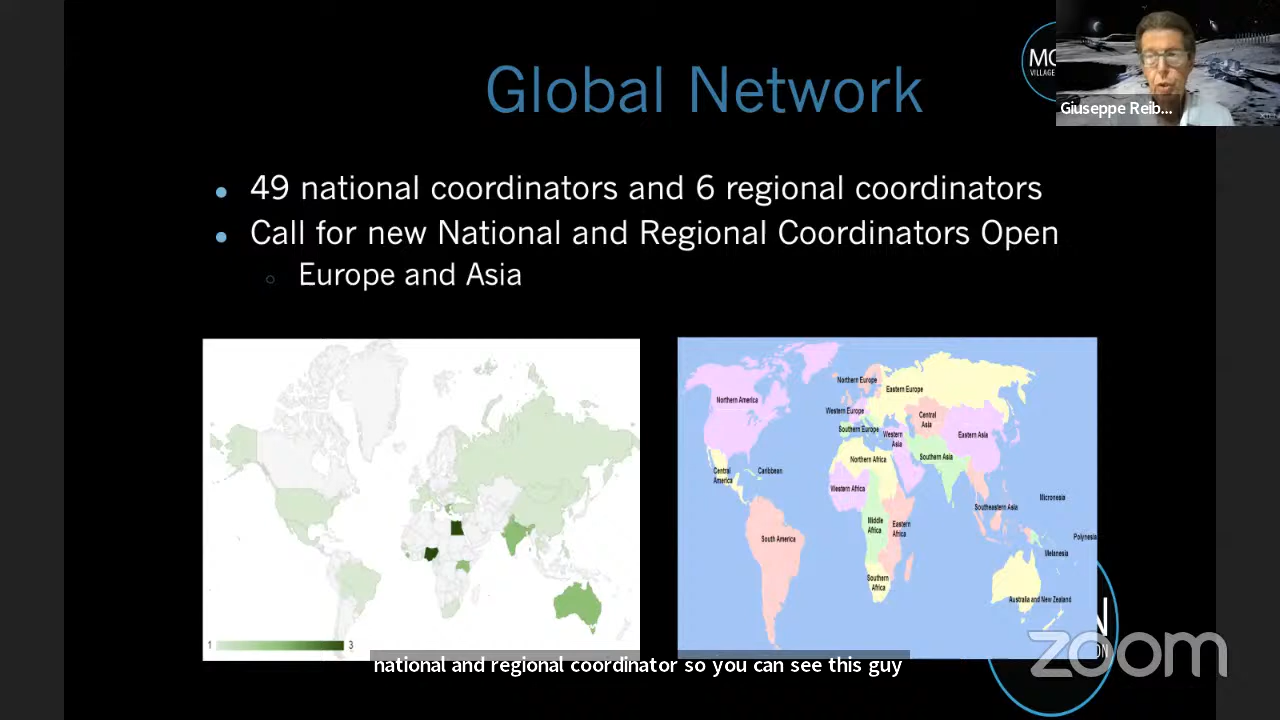 Global Network
MO
VILLAGE
Giuseppe Reib...
49 national coordinators and 6 regional coordinators
Call for new National and Regional Coordinators Open
Europe and Asia
1
3
Northern America
Northern Europe
Eastern Europe
Western Europe
Central
Asia
Southern Europe
Western
Asia
Eastern Asia
Southern Asia
Northern Africa
Central
America
Caribbean
Western Africa
Micronesia
Southeastern Asia
Middle
Africa
Eastern
Africa
Polynesia
South America
Melanesia
Southern
Africa
Australia and New Zealand
N
ON
zoom
national and regional coordinator so you can see this guy